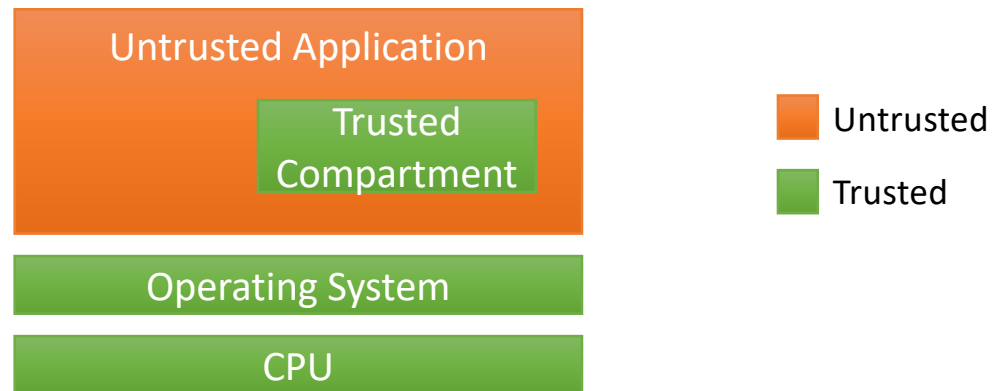 Untrusted Application
Trusted
Compartment
Operating System
CPU
Untrusted
Trusted